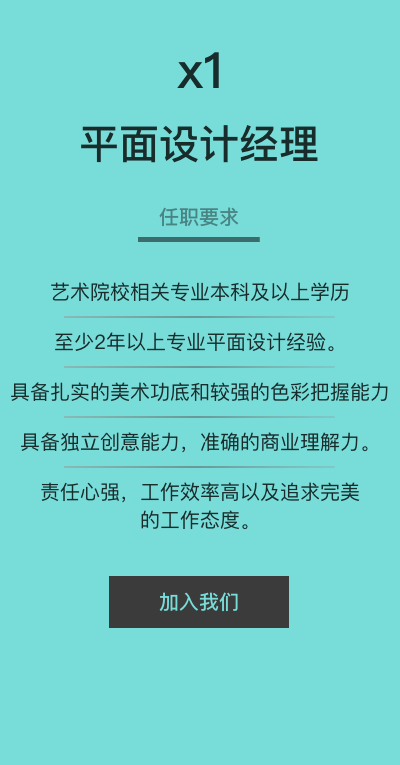 x1
平面设计经理
任职要求
艺术院校相关专业本科及以上学历
至少2年以上专业平面设计经验。
具备扎实的美术功底和较强的色彩把握能力
具备独立创意能力，准确的商业理解力。
责任心强，工作效率高以及追求完美
的工作态度。
加入我们